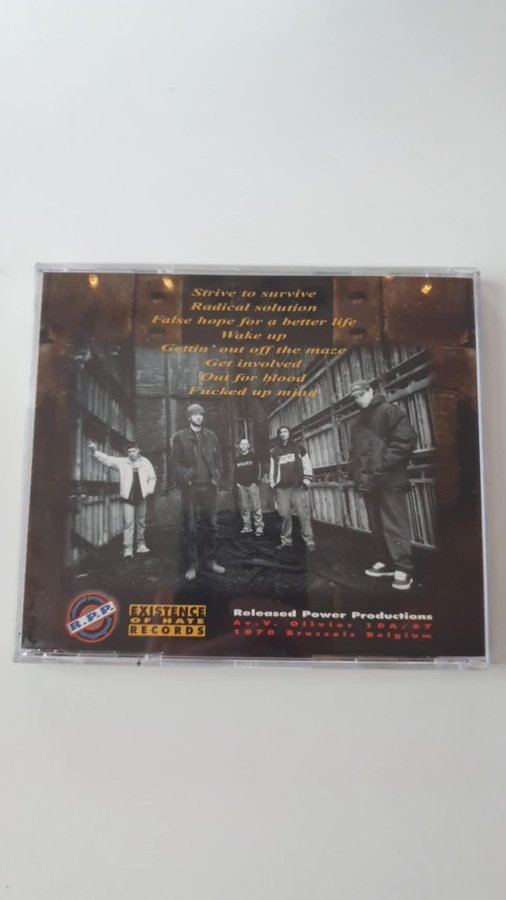 Strive to survive
Radical solution
False hope for a better life
Wake up
Gettin' out off the maze
Get involved
Out for blood
Fucked up mind
R.P.P.
EXISTENCE
OF HATE
RECORDS
Released Power Productions
Av.V. Olivier 10A/07
1070 Brussels Belgium